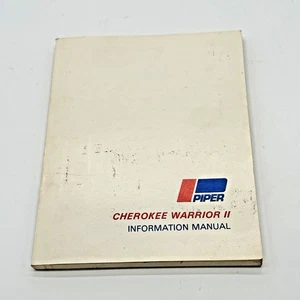 PIPER
CHEROKEE WARRIOR II
INFORMATION MANUAL